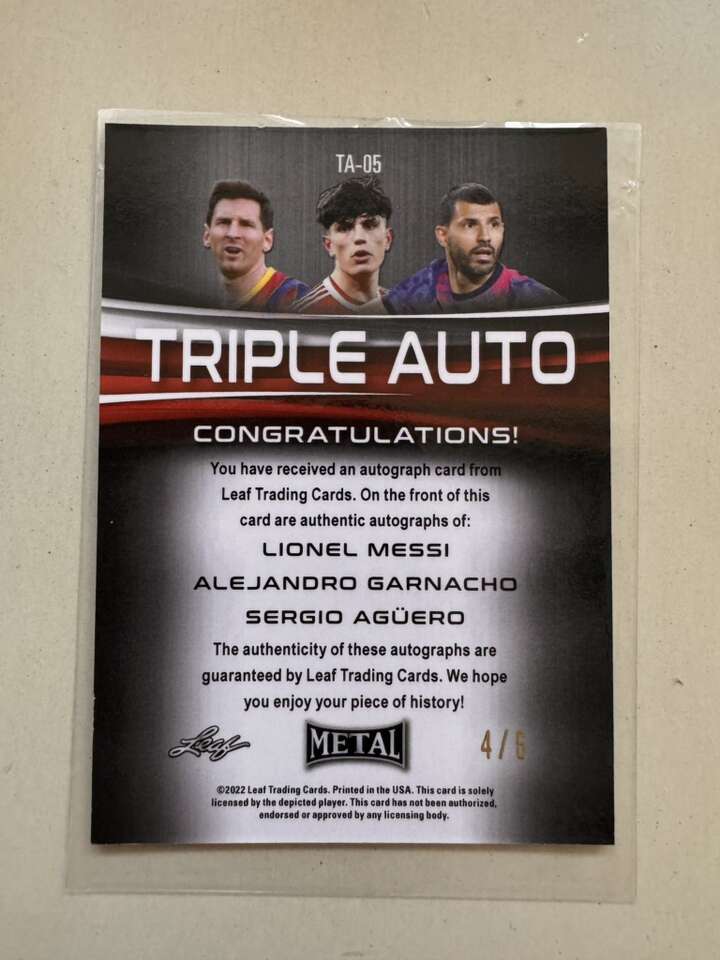 TA-05
TRIPLE AUTO
CONGRATULATIONS!
You have received an autograph card from
Leaf Trading Cards. On the front of this
card are authentic autographs of:
LIONEL MESSI
ALEJANDRO GARNACHO
SERGIO AGÜERO
The authenticity of these autographs are
guaranteed by Leaf Trading Cards. We hope
you enjoy your piece of history!
Leaf METAL 4/6
©2022 Leaf Trading Cards. Printed in the USA. This card is solely
licensed by the depicted player. This card has not been authorized,
endorsed or approved by any licensing body.